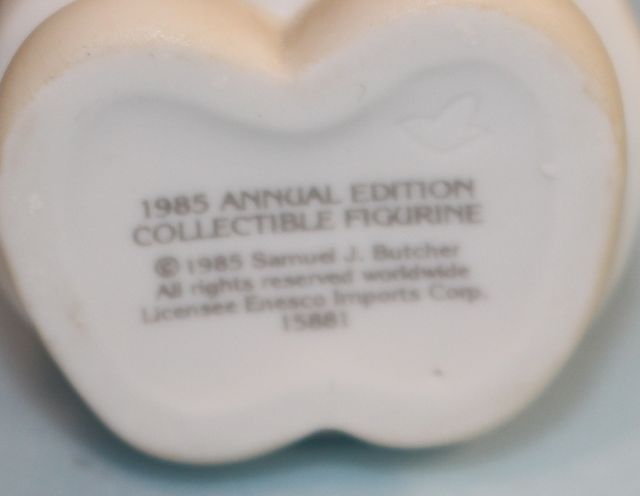 1985 ANNUAL EDITION
COLLECTIBLE FIGURINE
© 1985 Samuel J. Butcher
All rights reserved worldwide
Licensee Enesco Imports Corp.
15881